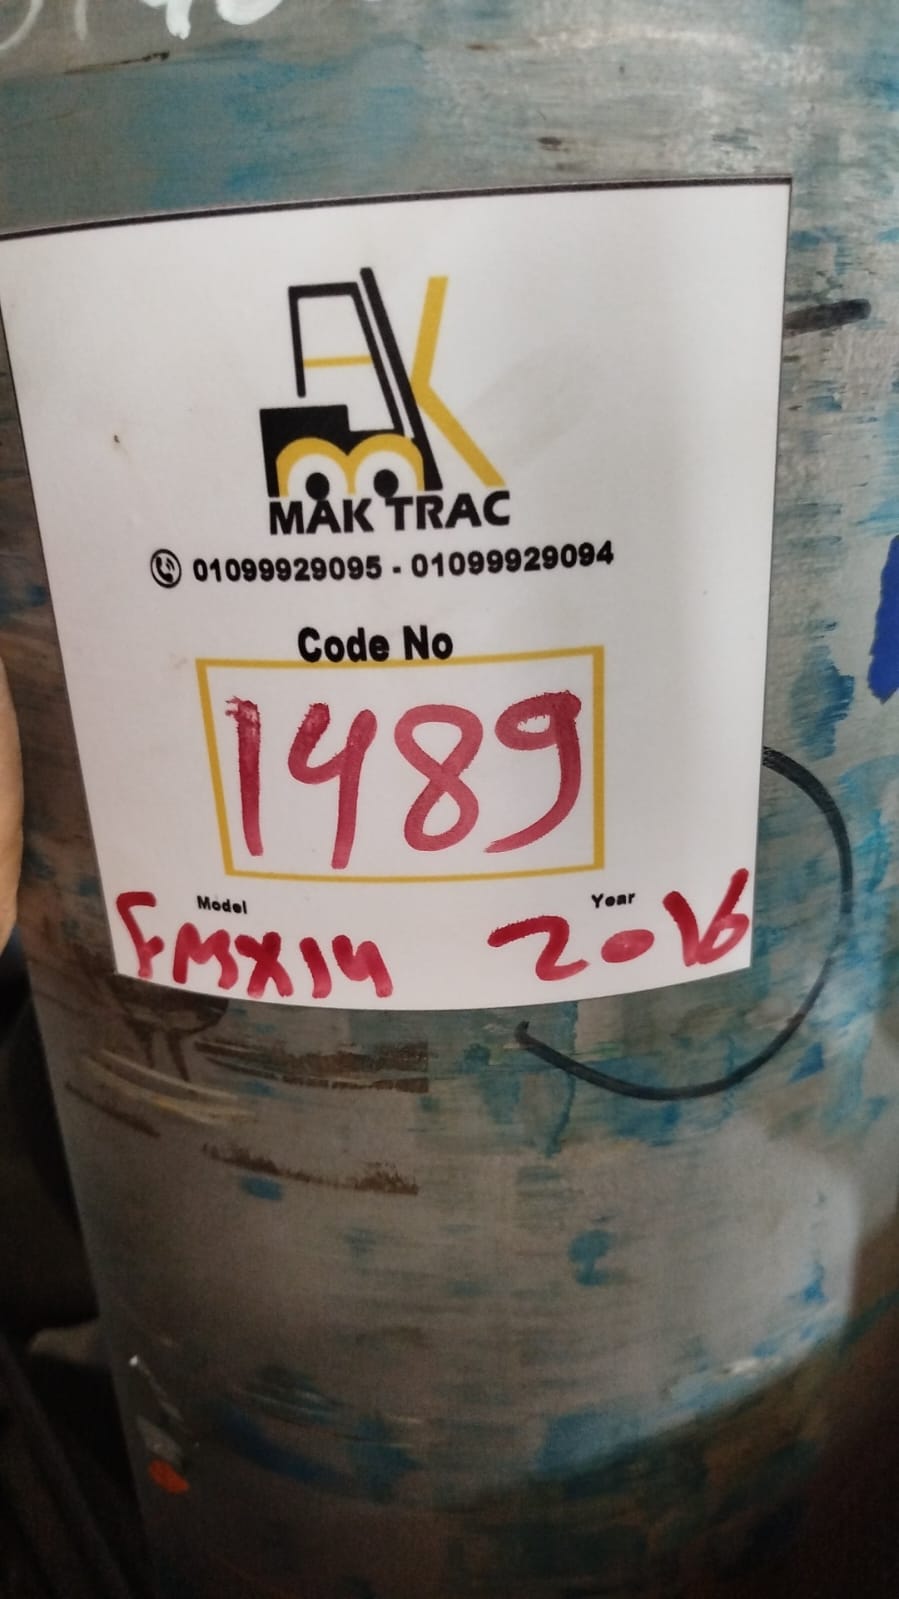 MAK TRAC
01099929095 - 01099929094
Code No
1489
Model Year
FMX14 2016